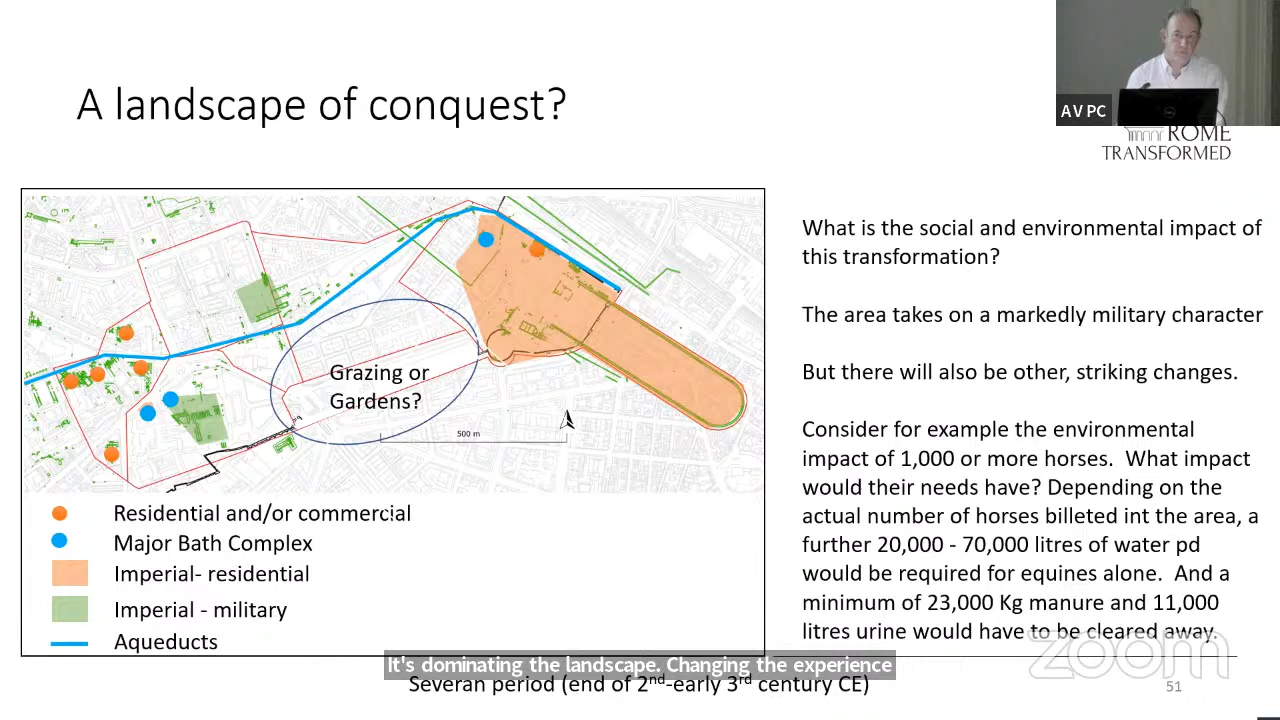 A landscape of conquest?
AV PC
ROME
TRANSFORMED
Grazing or
Gardens?
500 m
Residential and/or commercial
Major Bath Complex
Imperial- residential
Imperial - military
Aqueducts
What is the social and environmental impact of
this transformation?
The area takes on a markedly military character
But there will also be other, striking changes.
Consider for example the environmental
impact of 1,000 or more horses. What impact
would their needs have? Depending on the
actual number of horses billeted int the area, a
further 20,000 - 70,000 litres of water pd
would be required for equines alone. And a
minimum of 23,000 Kg manure and 11,000
litres urine would have to be cleared away.
zoom
It's dominating the landscape. Changing the experience
Severan period (end of 2nd-early 3rd century CE)
51